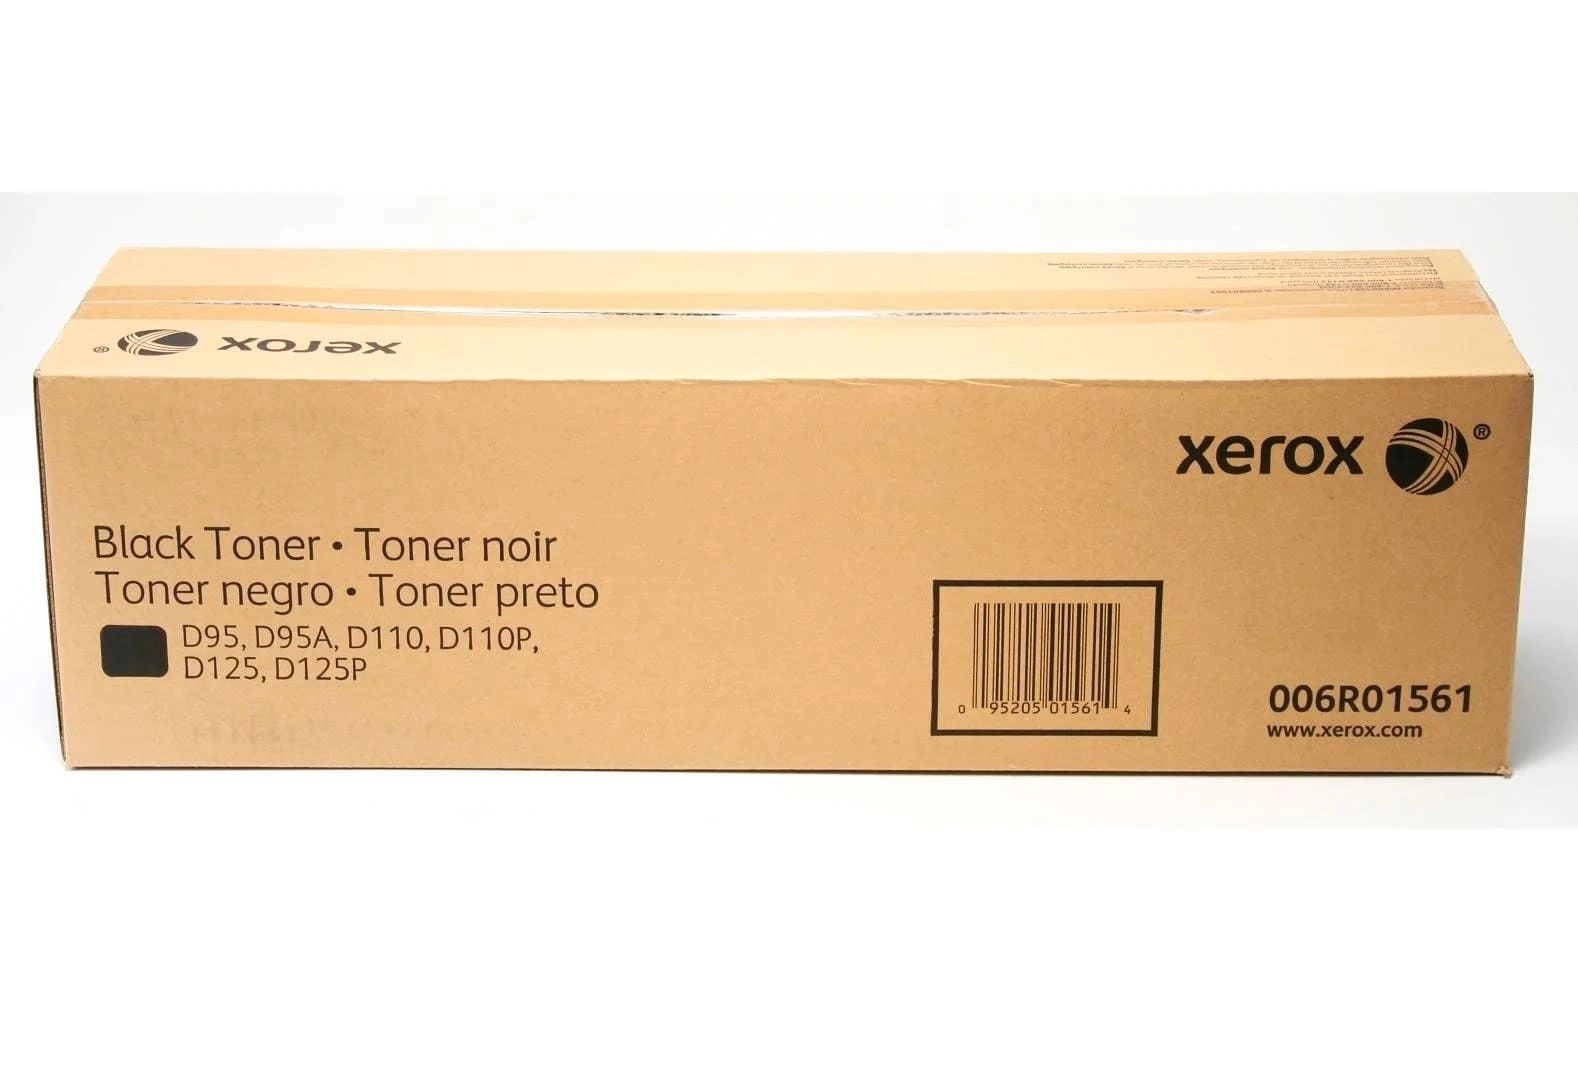 xerox ®
xerox ®
Black Toner • Toner noir
Toner negro • Toner preto
D95, D95A, D110, D110P,
D125, D125P
0 95205 01561 4
006R01561
www.xerox.com